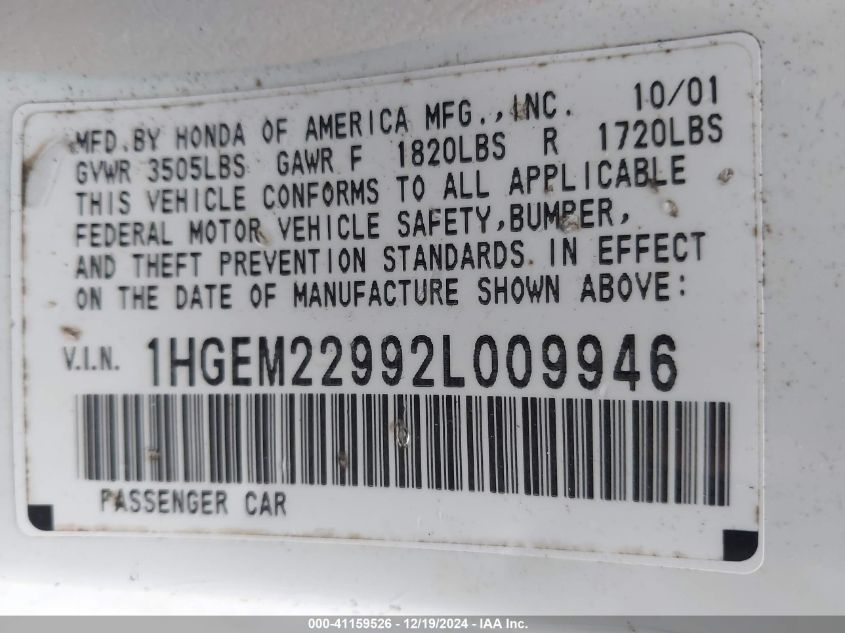 MFD.BY HONDA OF AMERICA MFG.,INC. 10/01
GVWR 3505LBS GAWR F 1820LBS R 1720LBS
THIS VEHICLE CONFORMS TO ALL APPLICABLE
FEDERAL MOTOR VEHICLE SAFETY,BUMPER,
AND THEFT PREVENTION STANDARDS IN EFFECT
ON THE DATE OF MANUFACTURE SHOWN ABOVE:
V.I.N. 1HGEM22992L009946
PASSENGER CAR
000-41159526 - 12/19/2024 - IAA Inc.